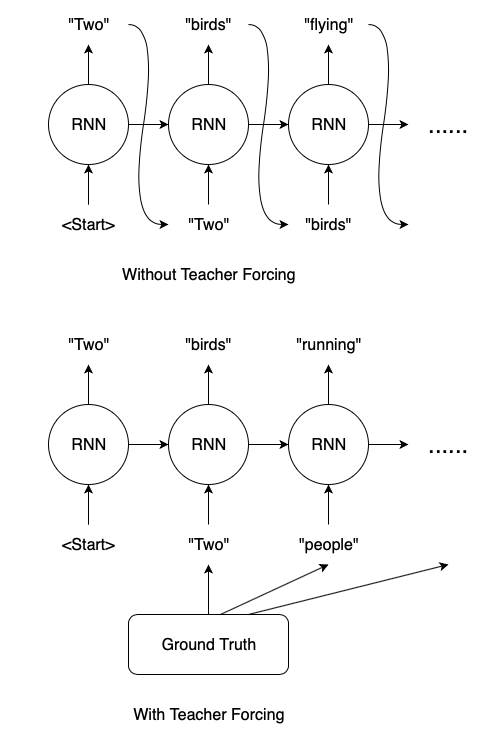 "Two" "birds" "flying"
RNN RNN RNN ......
<Start> "Two" "birds"
Without Teacher Forcing
"Two" "birds" "running"
RNN RNN RNN ......
<Start> "Two" "people"
Ground Truth
With Teacher Forcing